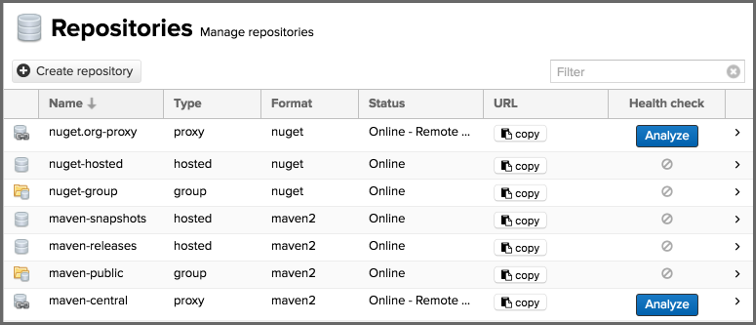 Repositories Manage repositories
Create repository
Filter
Name Type Format Status URL Health check
nuget.org-proxy proxy nuget Online - Remote ... copy Analyze
nuget-hosted hosted nuget Online copy
nuget-group group nuget Online copy
maven-snapshots hosted maven2 Online copy
maven-releases hosted maven2 Online copy
maven-public group maven2 Online copy
maven-central proxy maven2 Online - Remote ... copy Analyze